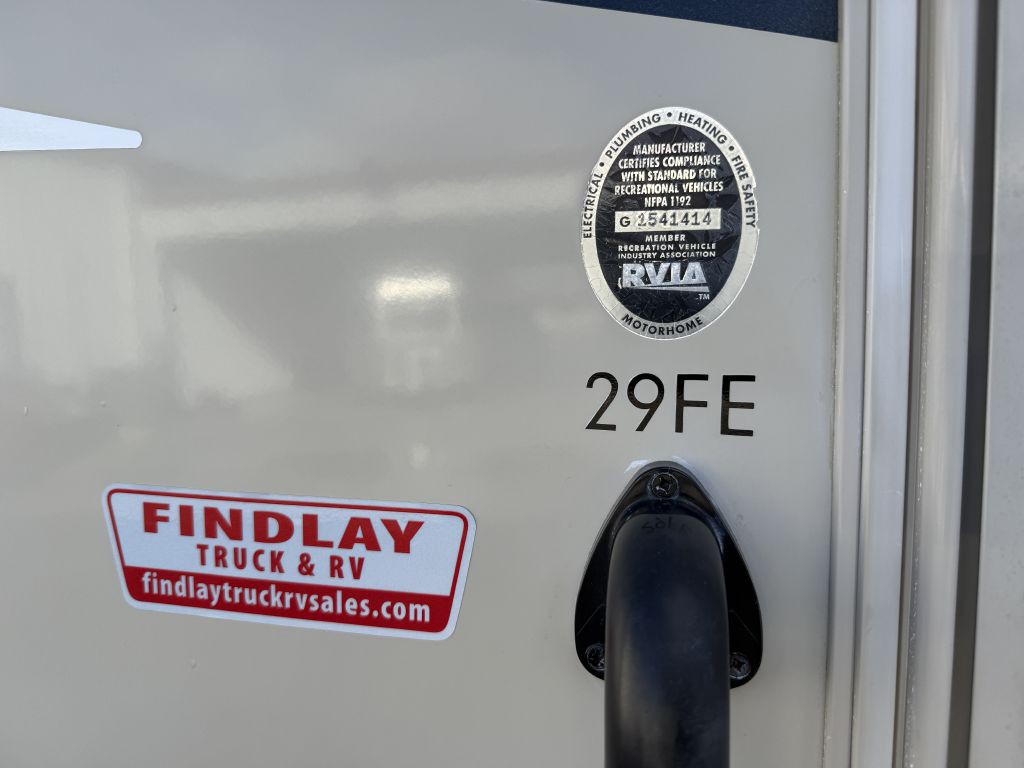 ELECTRICAL • PLUMBING • HEATING • FIRE SAFETY
MANUFACTURER
CERTIFIES COMPLIANCE
WITH STANDARD FOR
RECREATIONAL VEHICLES
NFPA 1192
G 1541414
MEMBER
RECREATION VEHICLE
INDUSTRY ASSOCIATION
RVIA
TM
MOTORHOME
29FE
FINDLAY
TRUCK & RV
findlaytruckrvsales.com